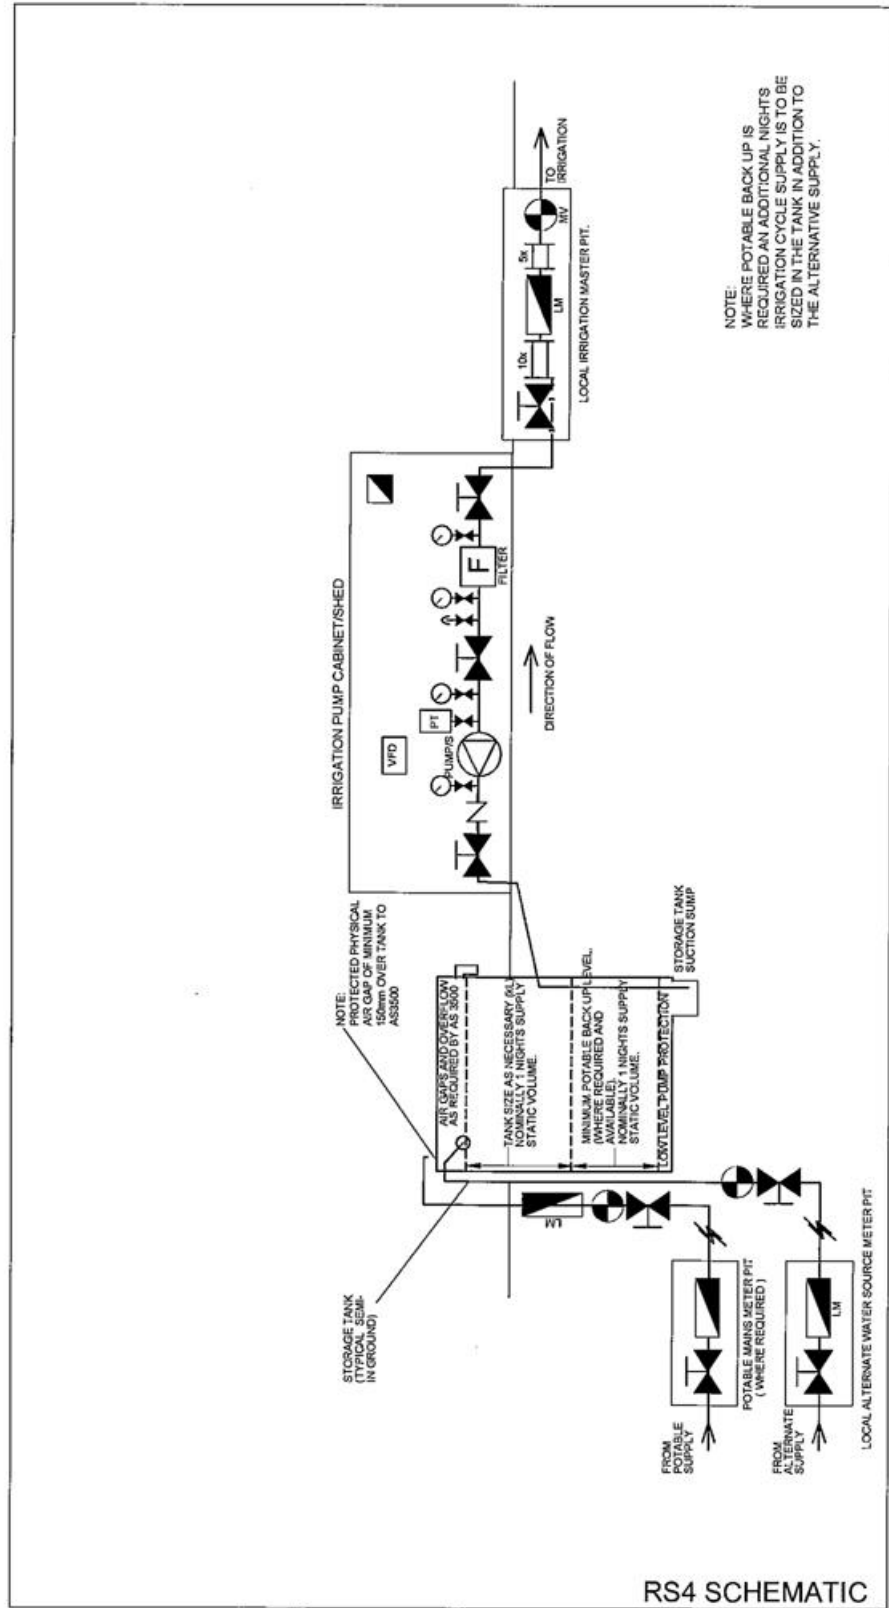 NOTE:
PROTECTED PHYSICAL
AIR GAP OF MINIMUM
150mm OVER TANK TO
AS3500
IRRIGATION PUMP CABINET/SHED
VFD
PUMP/S
PT
F
FILTER
DIRECTION OF FLOW
10x
LM
5x
MV
TO
IRRIGATION
LOCAL IRRIGATION MASTER PIT.
STORAGE TANK
(TYPICAL SEMI-
IN GROUND)
AIR GAPS AND OVERFLOW
AS REQUIRED BY AS 3500
TANK SIZE AS NECESSARY (KL)
NOMINALLY 1 NIGHTS SUPPLY
STATIC VOLUME.
MINIMUM POTABLE BACK UP LEVEL.
(WHERE REQUIRED AND
AVAILABLE).
NOMINALLY 1 NIGHTS SUPPLY
STATIC VOLUME.
LOW LEVEL PUMP PROTECTION
STORAGE TANK
SUCTION SUMP
LM
FROM
POTABLE
SUPPLY
POTABLE MAINS METER PIT
( WHERE REQUIRED )
FROM
ALTERNATE
SUPPLY
LM
LOCAL ALTERNATE WATER SOURCE METER PIT
NOTE:
WHERE POTABLE BACK UP IS
REQUIRED AN ADDITIONAL NIGHTS
IRRIGATION CYCLE SUPPLY IS TO BE
SIZED IN THE TANK IN ADDITION TO
THE ALTERNATIVE SUPPLY.
RS4 SCHEMATIC